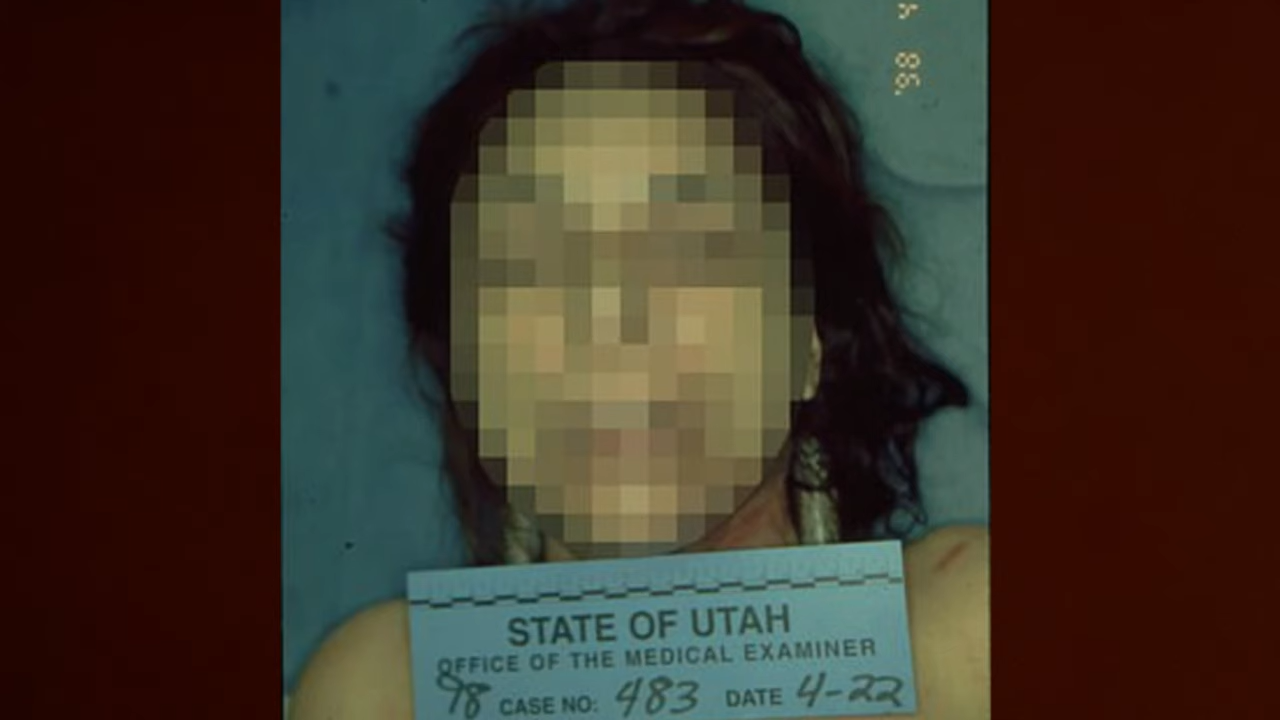 STATE OF UTAH
OFFICE OF THE MEDICAL EXAMINER
98 CASE NO: 483 DATE 4-22